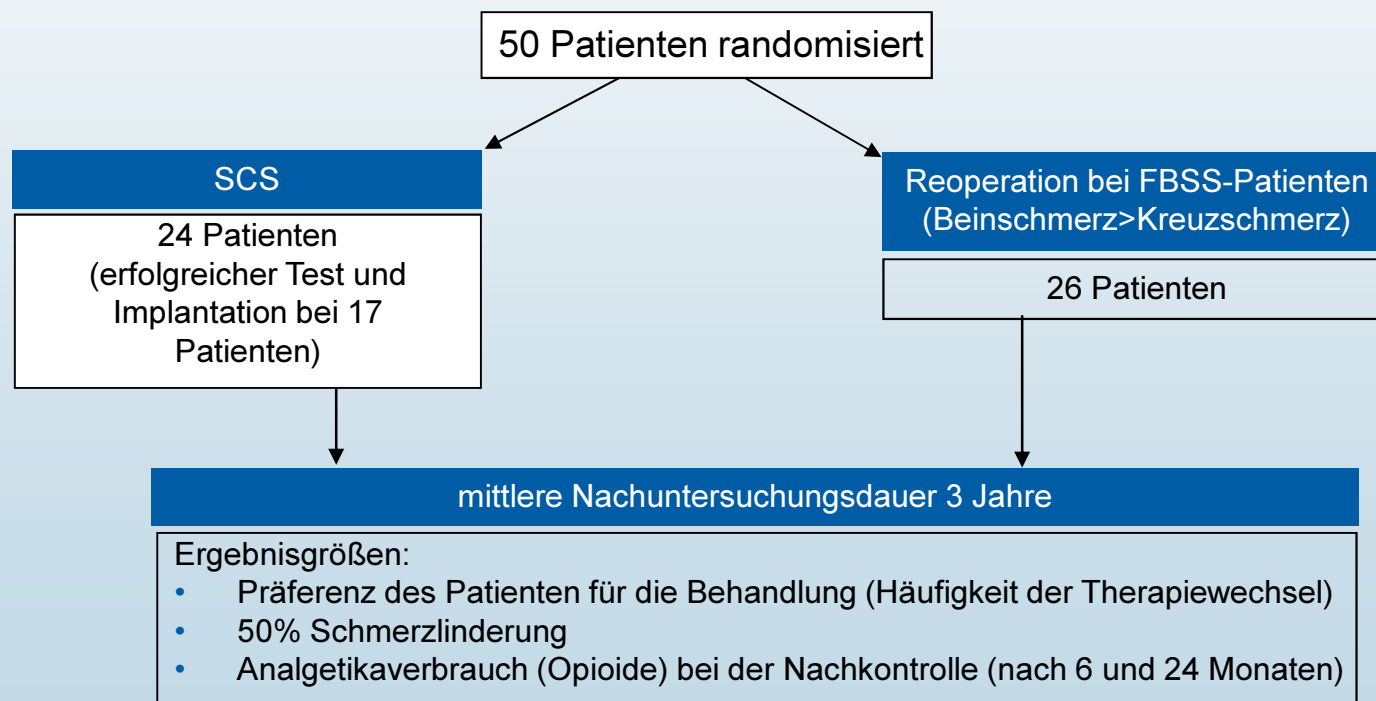 50 Patienten randomisiert
SCS
24 Patienten
(erfolgreicher Test und
Implantation bei 17
Patienten)
Reoperation bei FBSS-Patienten
(Beinschmerz>Kreuzschmerz)
26 Patienten
mittlere Nachuntersuchungsdauer 3 Jahre
Ergebnisgrößen:
• Präferenz des Patienten für die Behandlung (Häufigkeit der Therapiewechsel)
• 50% Schmerzlinderung
• Analgetikaverbrauch (Opioide) bei der Nachkontrolle (nach 6 und 24 Monaten)